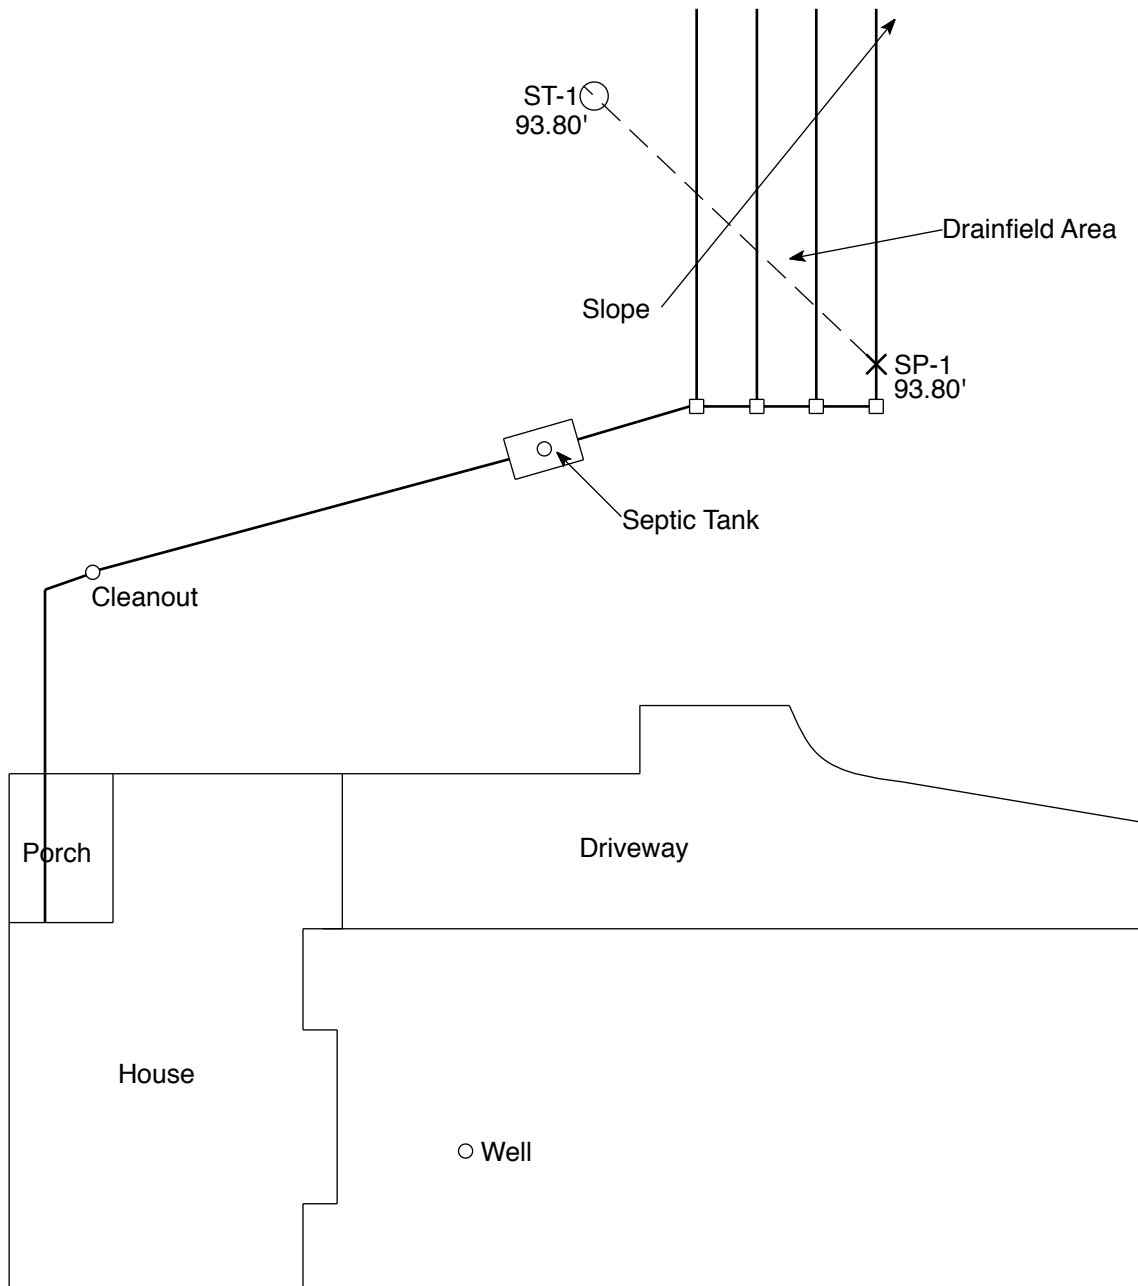 ST-1
93.80'
Drainfield Area
Slope
SP-1
93.80'
Septic Tank
Cleanout
Porch
Driveway
House
Well